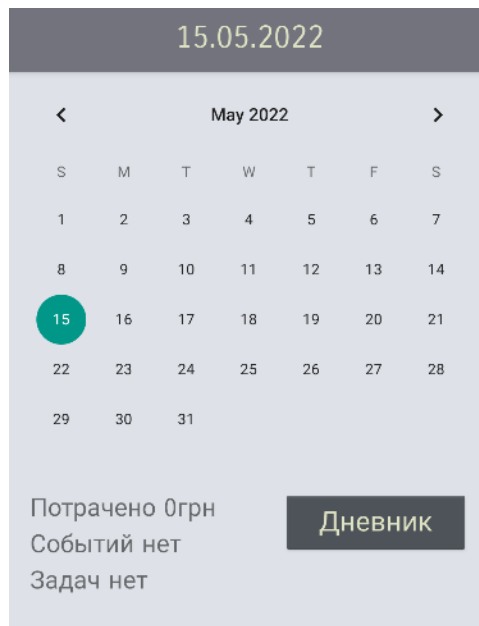 15.05.2022
May 2022
S M T W T F S
1 2 3 4 5 6 7
8 9 10 11 12 13 14
15 16 17 18 19 20 21
22 23 24 25 26 27 28
29 30 31
Потрачено 0грн
Событий нет
Задач нет
Дневник